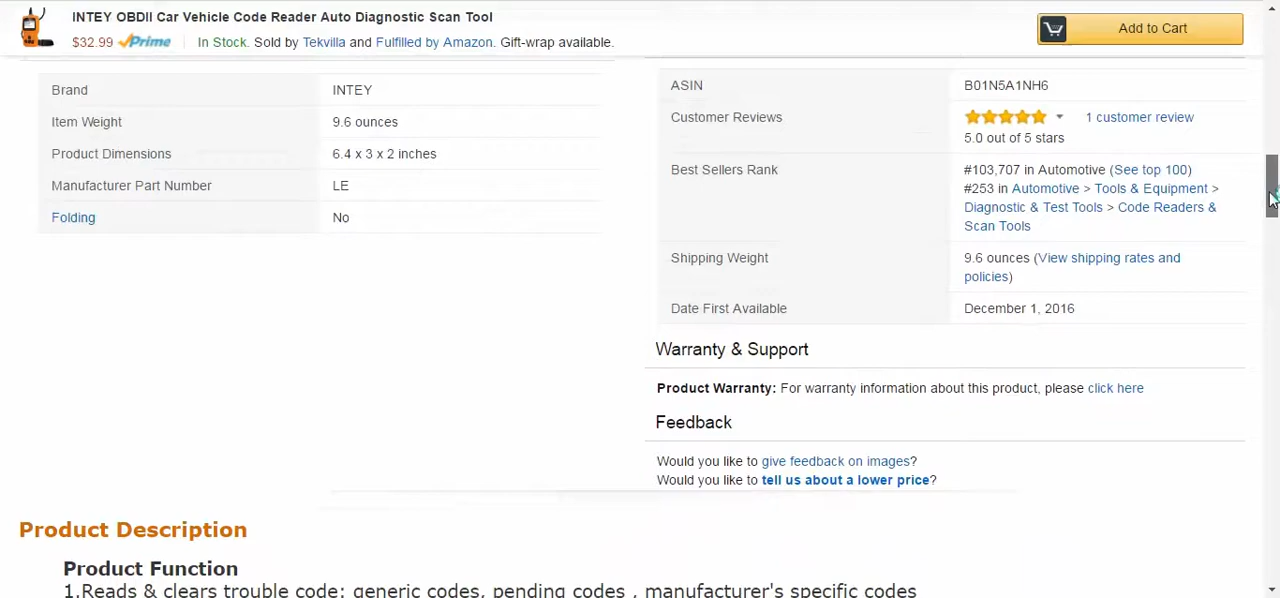 INTEY OBDII Car Vehicle Code Reader Auto Diagnostic Scan Tool
$32.99 Prime | In Stock. Sold by Tekvilla and Fulfilled by Amazon. Gift-wrap available.
Add to Cart
Brand INTEY
Item Weight 9.6 ounces
Product Dimensions 6.4 x 3 x 2 inches
Manufacturer Part Number LE
Folding No
ASIN B01N5A1NH6
Customer Reviews 1 customer review
5.0 out of 5 stars
Best Sellers Rank #103,707 in Automotive (See top 100)
#253 in Automotive > Tools & Equipment >
Diagnostic & Test Tools > Code Readers &
Scan Tools
Shipping Weight 9.6 ounces (View shipping rates and
policies)
Date First Available December 1, 2016
Warranty & Support
Product Warranty: For warranty information about this product, please click here
Feedback
Would you like to give feedback on images?
Would you like to tell us about a lower price?
Product Description
Product Function
1.Reads & clears trouble code: generic codes, pending codes , manufacturer's specific codes